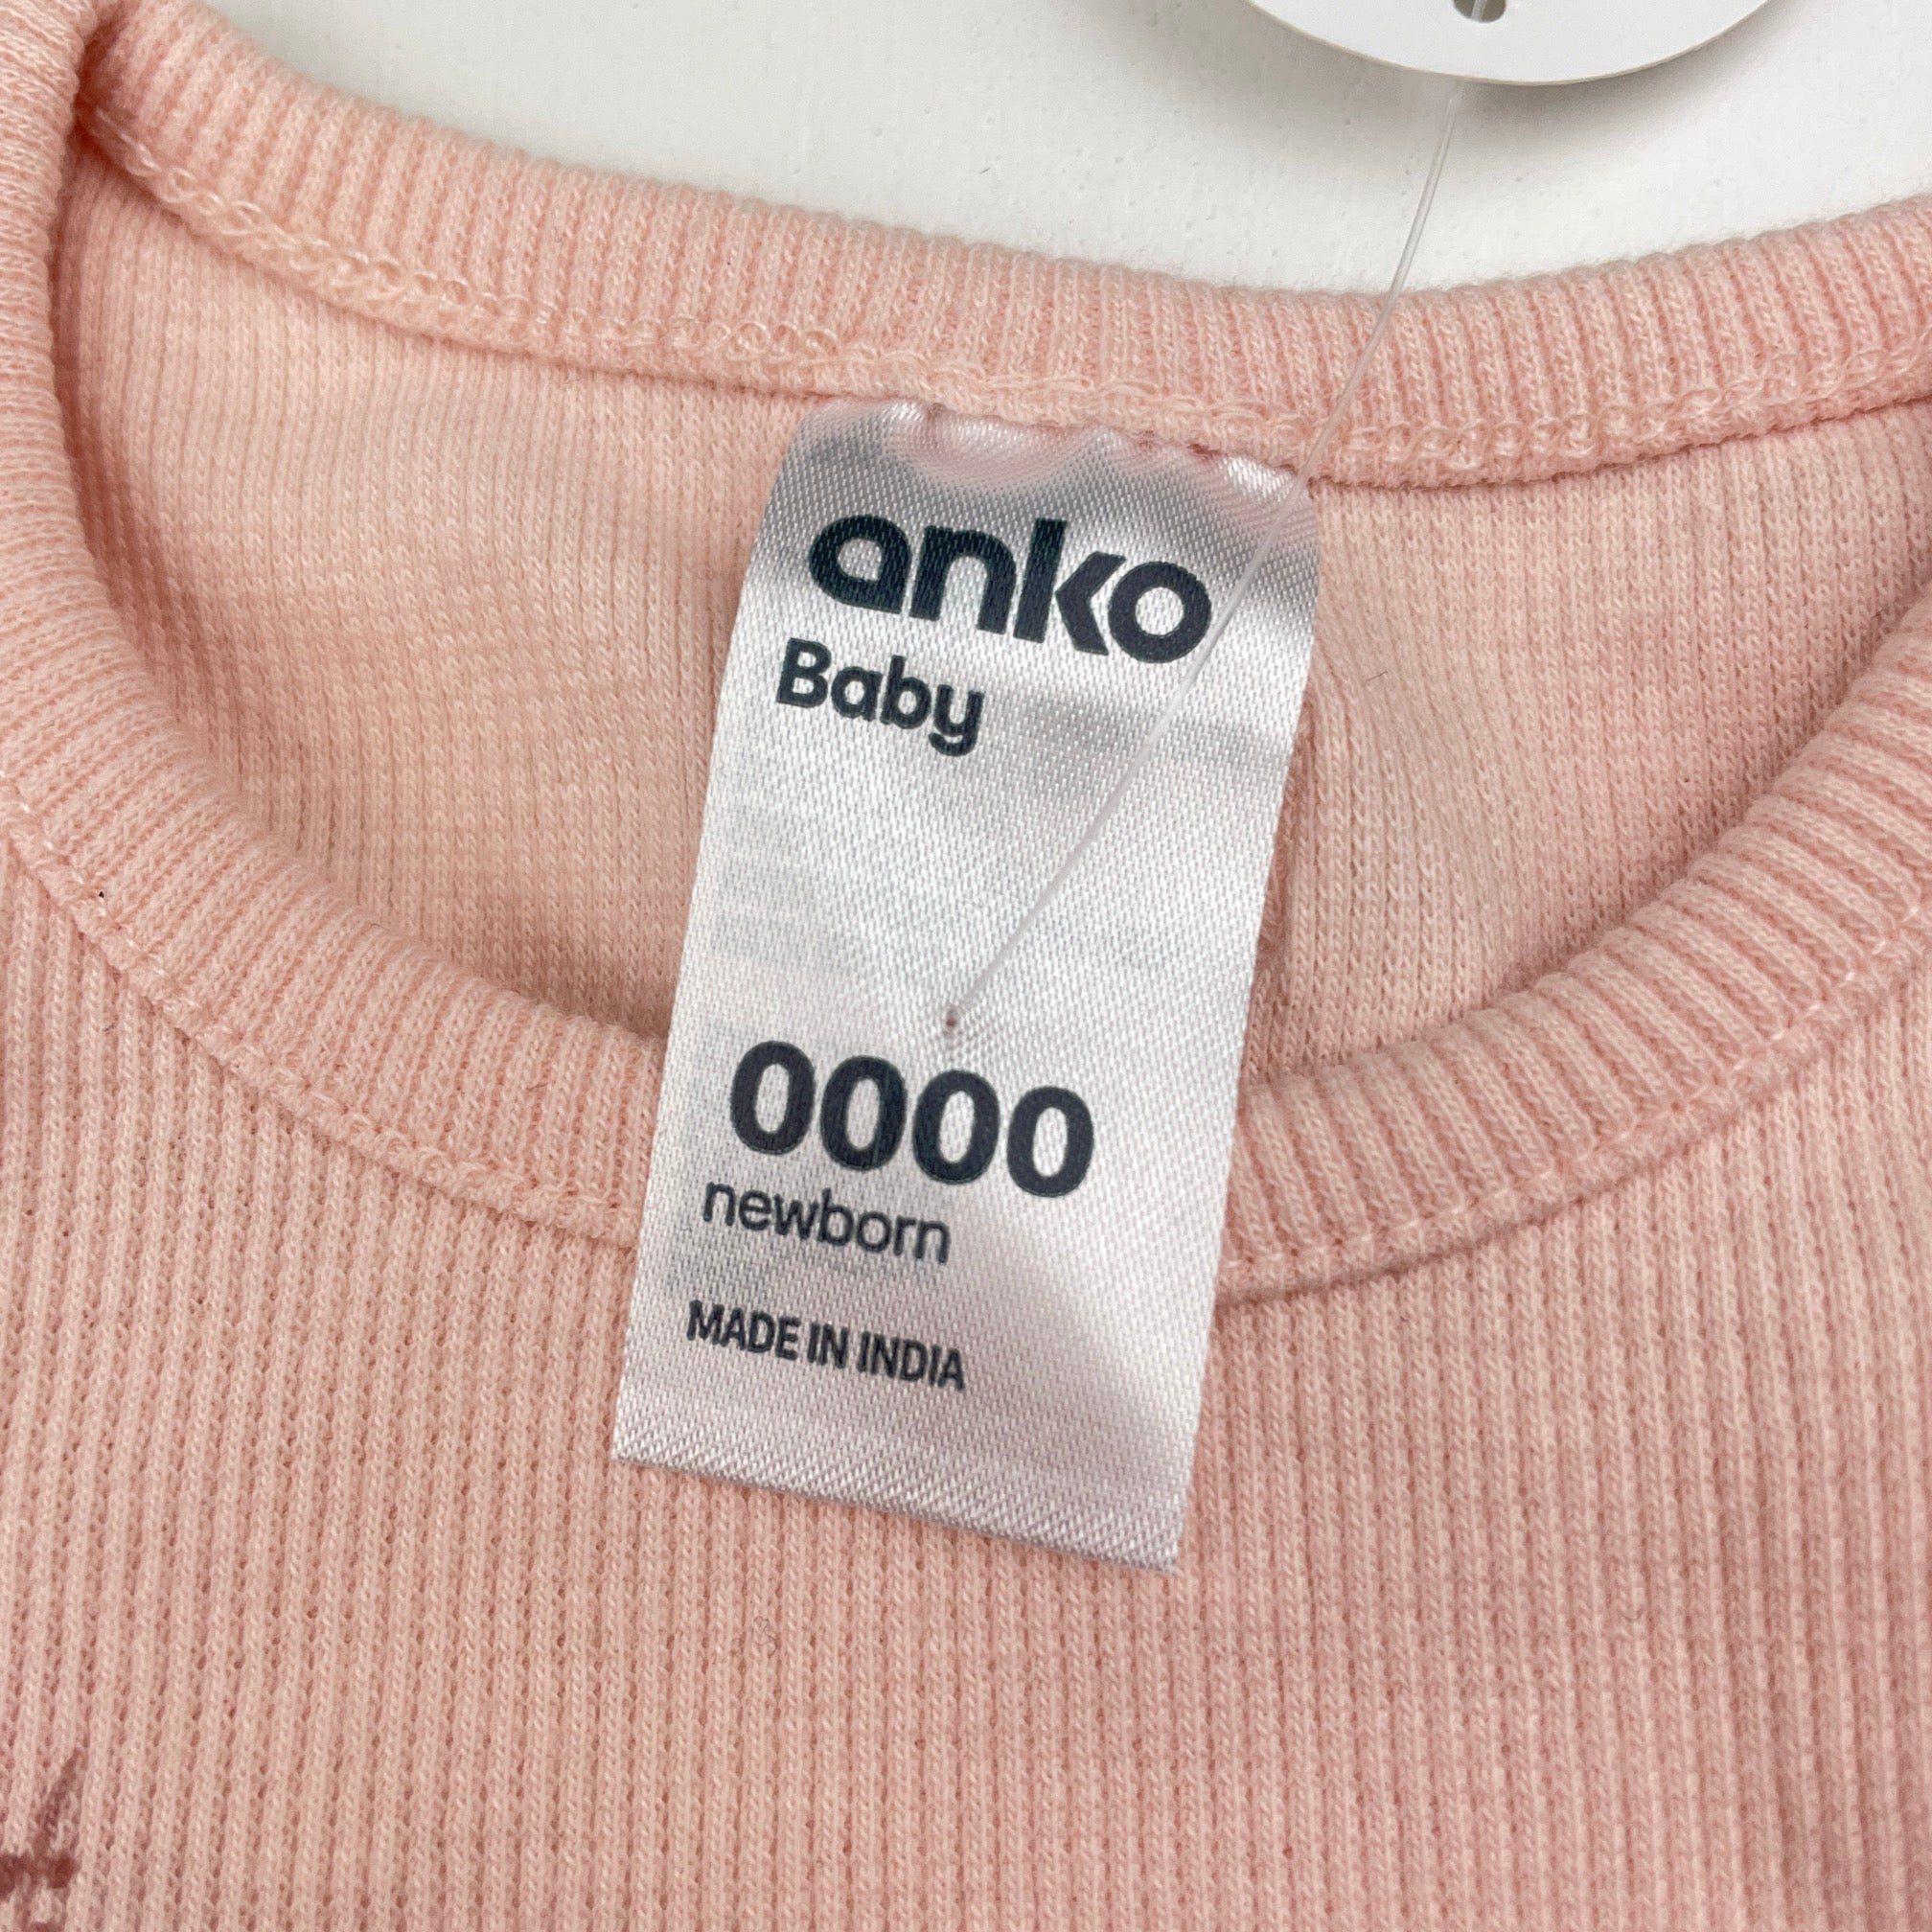 anko
Baby
0000
newborn
MADE IN INDIA